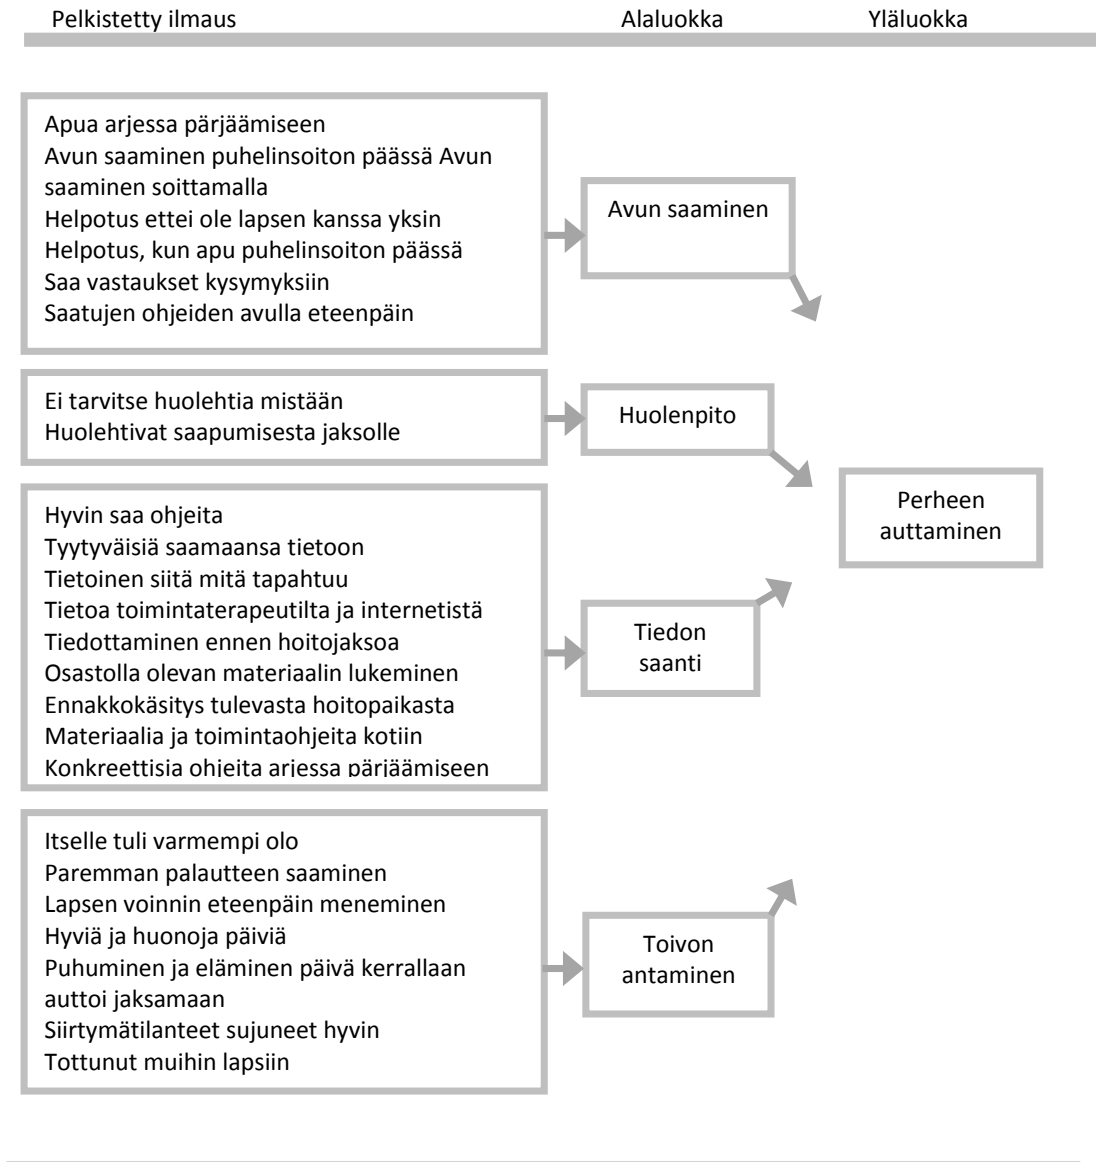 Pelkistetty ilmaus Alaluokka Yläluokka
Apua arjessa pärjäämiseen
Avun saaminen puhelinsoiton päässä Avun
saaminen soittamalla
Helpotus ettei ole lapsen kanssa yksin
Helpotus, kun apu puhelinsoiton päässä
Saa vastaukset kysymyksiin
Saatujen ohjeiden avulla eteenpäin
Avun saaminen
Ei tarvitse huolehtia mistään
Huolehtivat saapumisesta jaksolle
Huolenpito
Hyvin saa ohjeita
Tyytyväisiä saamaansa tietoon
Tietoinen siitä mitä tapahtuu
Tietoa toimintaterapeutilta ja internetistä
Tiedottaminen ennen hoitojaksoa
Osastolla olevan materiaalin lukeminen
Ennakkokäsitys tulevasta hoitopaikasta
Materiaalia ja toimintaohjeita kotiin
Konkreettisia ohjeita arjessa pärjäämiseen
Tiedon
saanti
Perheen
auttaminen
Itselle tuli varmempi olo
Paremman palautteen saaminen
Lapsen voinnin eteenpäin meneminen
Hyviä ja huonoja päiviä
Puhuminen ja eläminen päivä kerrallaan
auttoi jaksamaan
Siirtymätilanteet sujuneet hyvin
Tottunut muihin lapsiin
Toivon
antaminen